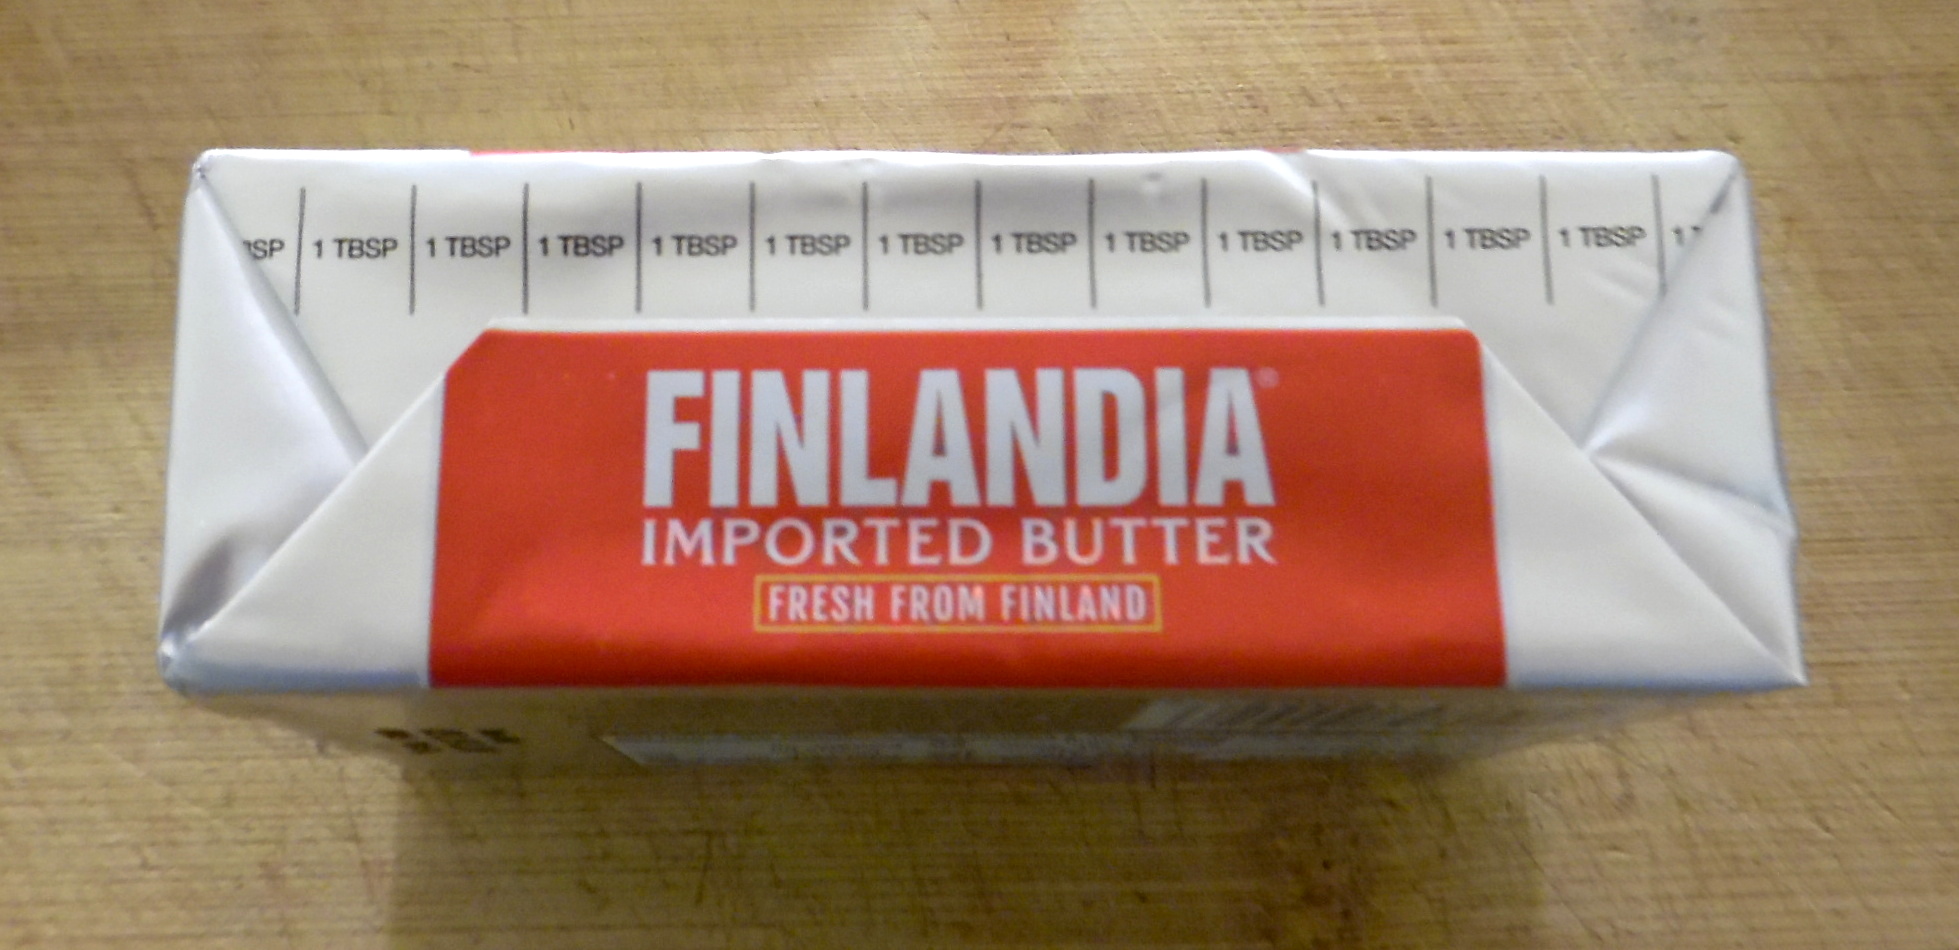 1 TBSP 1 TBSP 1 TBSP 1 TBSP 1 TBSP 1 TBSP 1 TBSP 1 TBSP 1 TBSP 1 TBSP 1 TBSP 1 TBSP
FINLANDIA®
IMPORTED BUTTER
FRESH FROM FINLAND